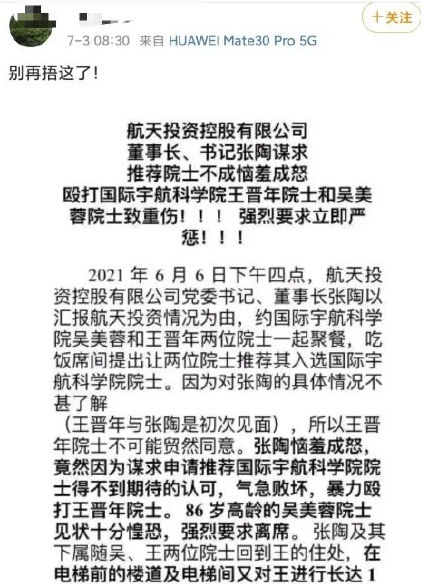 +关注
7-3 08:30 来自 HUAWEI Mate30 Pro 5G
别再捂这了!
航天投资控股有限公司
董事长、书记张陶谋求
推荐院士不成恼羞成怒
殴打国际宇航科学院王晋年院士和吴美
蓉院士致重伤！！！ 强烈要求立即严
惩！！！
2021 年 6 月 6 日下午四点，航天投
资控股有限公司党委书记、董事长张陶以
汇报航天投资情况为由，约国际宇航科学
院吴美蓉和王晋年两位院士一起聚餐，吃
饭席间提出让两位院士推荐其入选国际宇
航科学院院士。因为对张陶的具体情况不
甚了解
（王晋年与张陶是初次见面），所以王晋
年院士不可能贸然同意。张陶恼羞成怒，
竟然因为谋求申请推荐国际宇航科学院院
士得不到期待的认可，气急败坏，暴力殴
打王晋年院士。86 岁高龄的吴美蓉院士
见状十分惶恐，强烈要求离席。张陶及其
下属随吴、王两位院士回到王的住处，在
电梯前的楼道及电梯间又对王进行长达 1